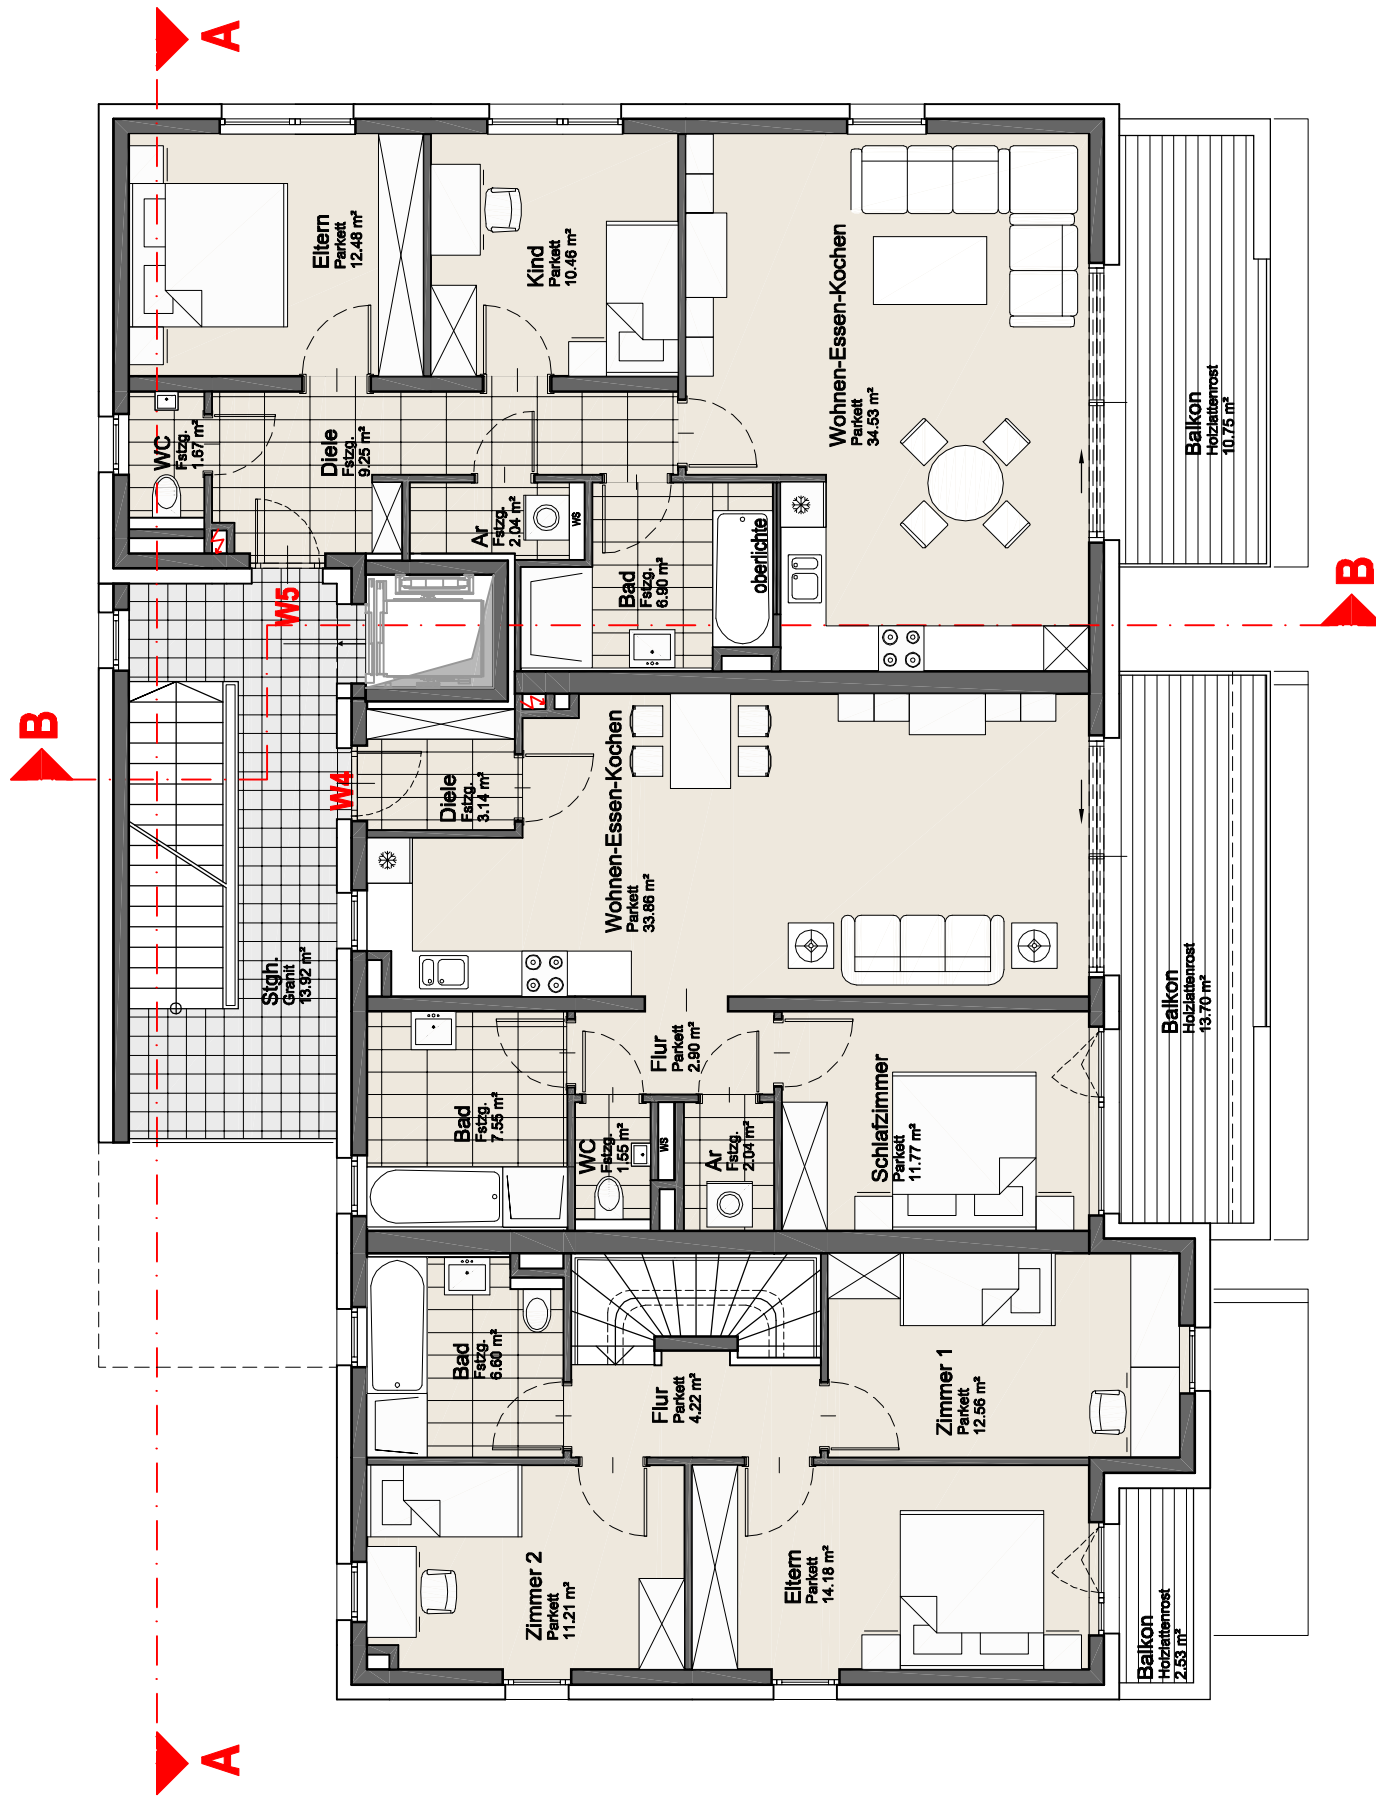 A
Eltern
Parkett
12.48 m²
Kind
Parkett
10.46 m²
Wohnen-Essen-Kochen
Parkett
34.53 m²
Balkon
Holzlattenrost
10.75 m²
WC
Fstzg.
1.67 m²
Diele
Fstzg.
9.25 m²
Ar
Fstzg.
2.04 m²
WS
Bad
Fstzg.
6.90 m²
oberlichte
B
W5
B
W4
Diele
Fstzg.
3.14 m²
Wohnen-Essen-Kochen
Parkett
33.86 m²
Stgh.
Granit
13.92 m²
Balkon
Holzlattenrost
13.70 m²
Flur
Parkett
2.90 m²
Bad
Fstzg.
7.55 m²
WC
Fstzg.
1.55 m²
WS
Ar
Fstzg.
2.04 m²
Schlafzimmer
Parkett
11.77 m²
Bad
Fstzg.
6.60 m²
Flur
Parkett
4.22 m²
Zimmer 1
Parkett
12.56 m²
Zimmer 2
Parkett
11.21 m²
Eltern
Parkett
14.18 m²
Balkon
Holzlattenrost
2.53 m²
A